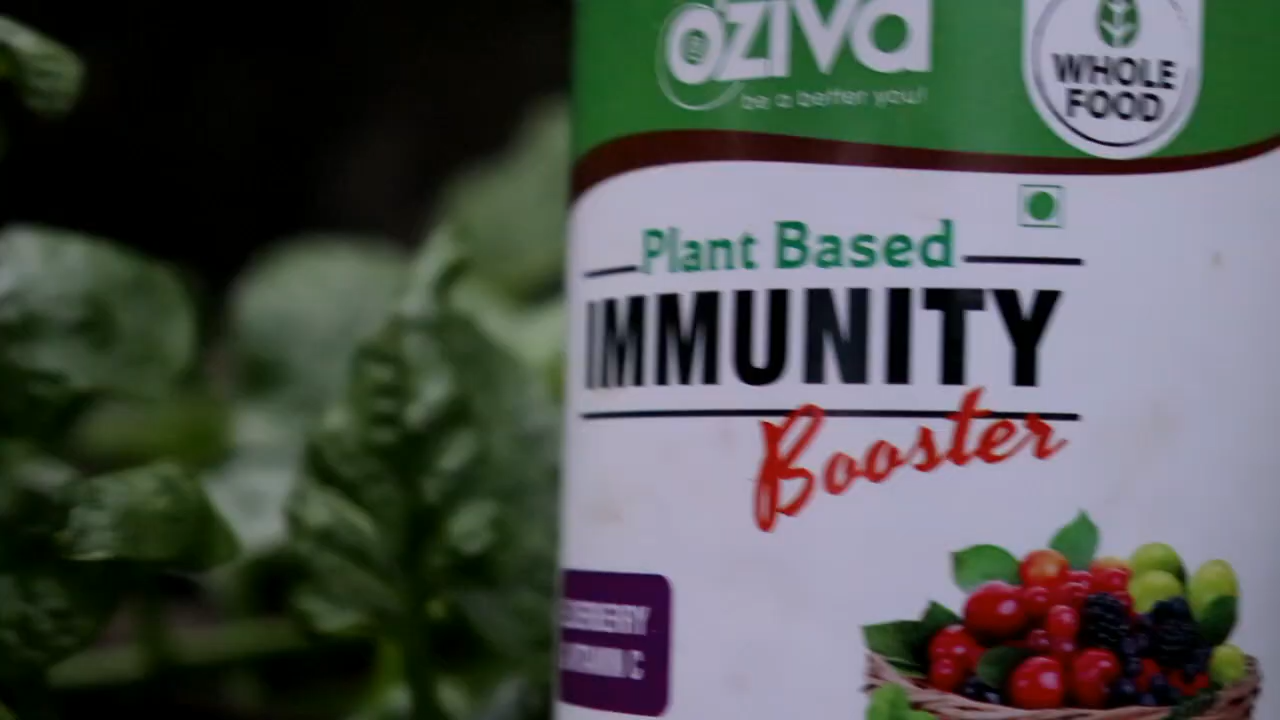 oziva
be a better you!
WHOLE
FOOD
Plant Based
IMMUNITY
Booster